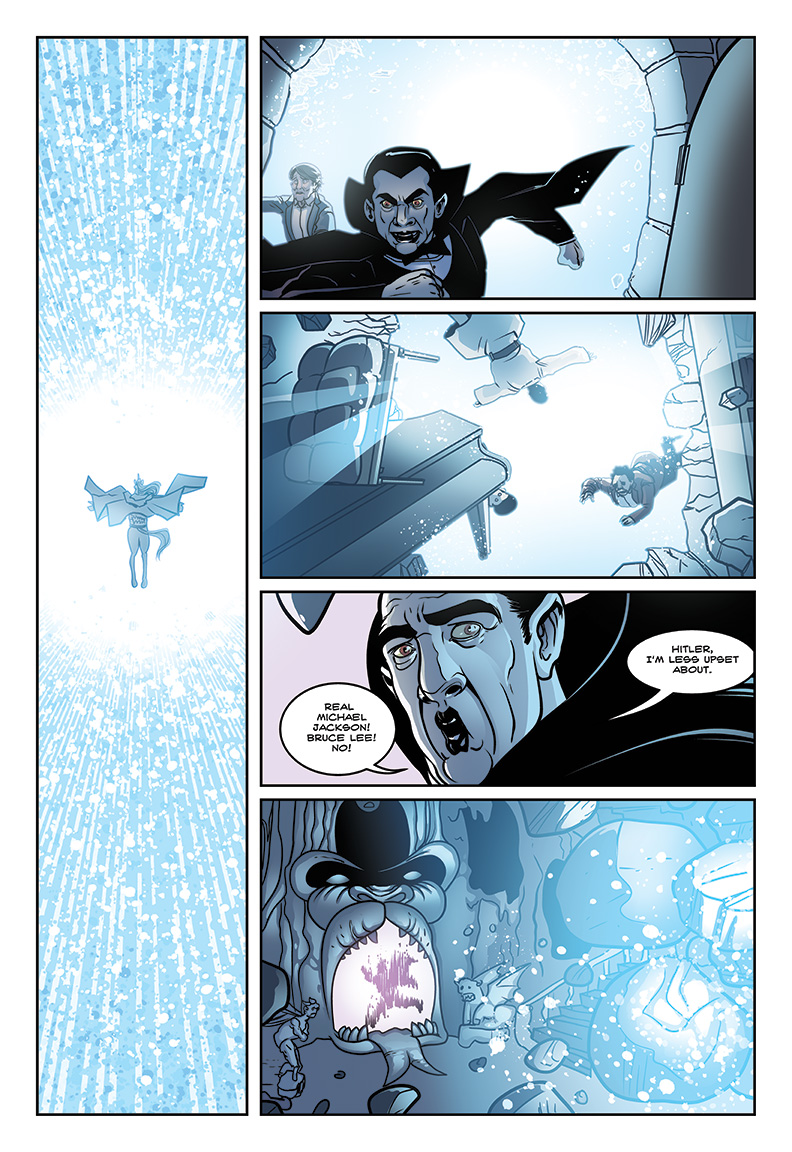 REAL
MICHAEL
JACKSON!
BRUCE LEE!
NO!
HITLER,
I'M LESS UPSET
ABOUT.